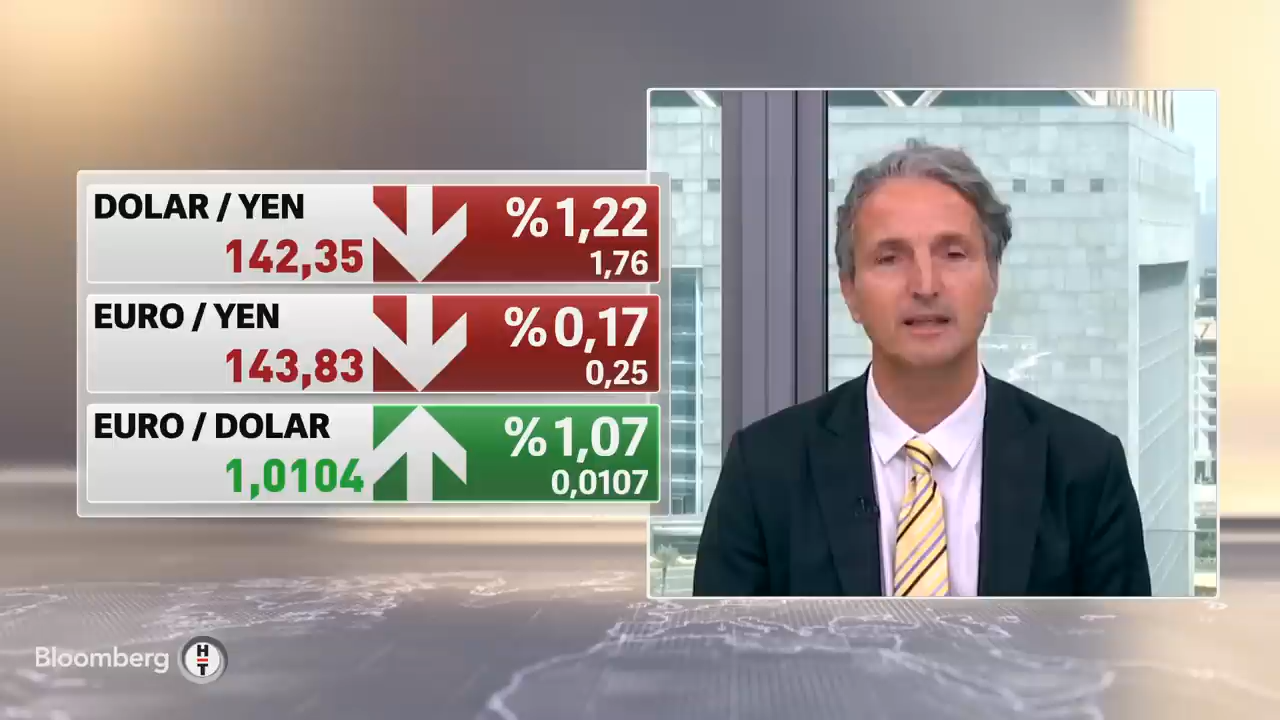 DOLAR / YEN
142,35
%1,22
1,76
EURO / YEN
143,83
%0,17
0,25
EURO / DOLAR
1,0104
%1,07
0,0107
Bloomberg HT